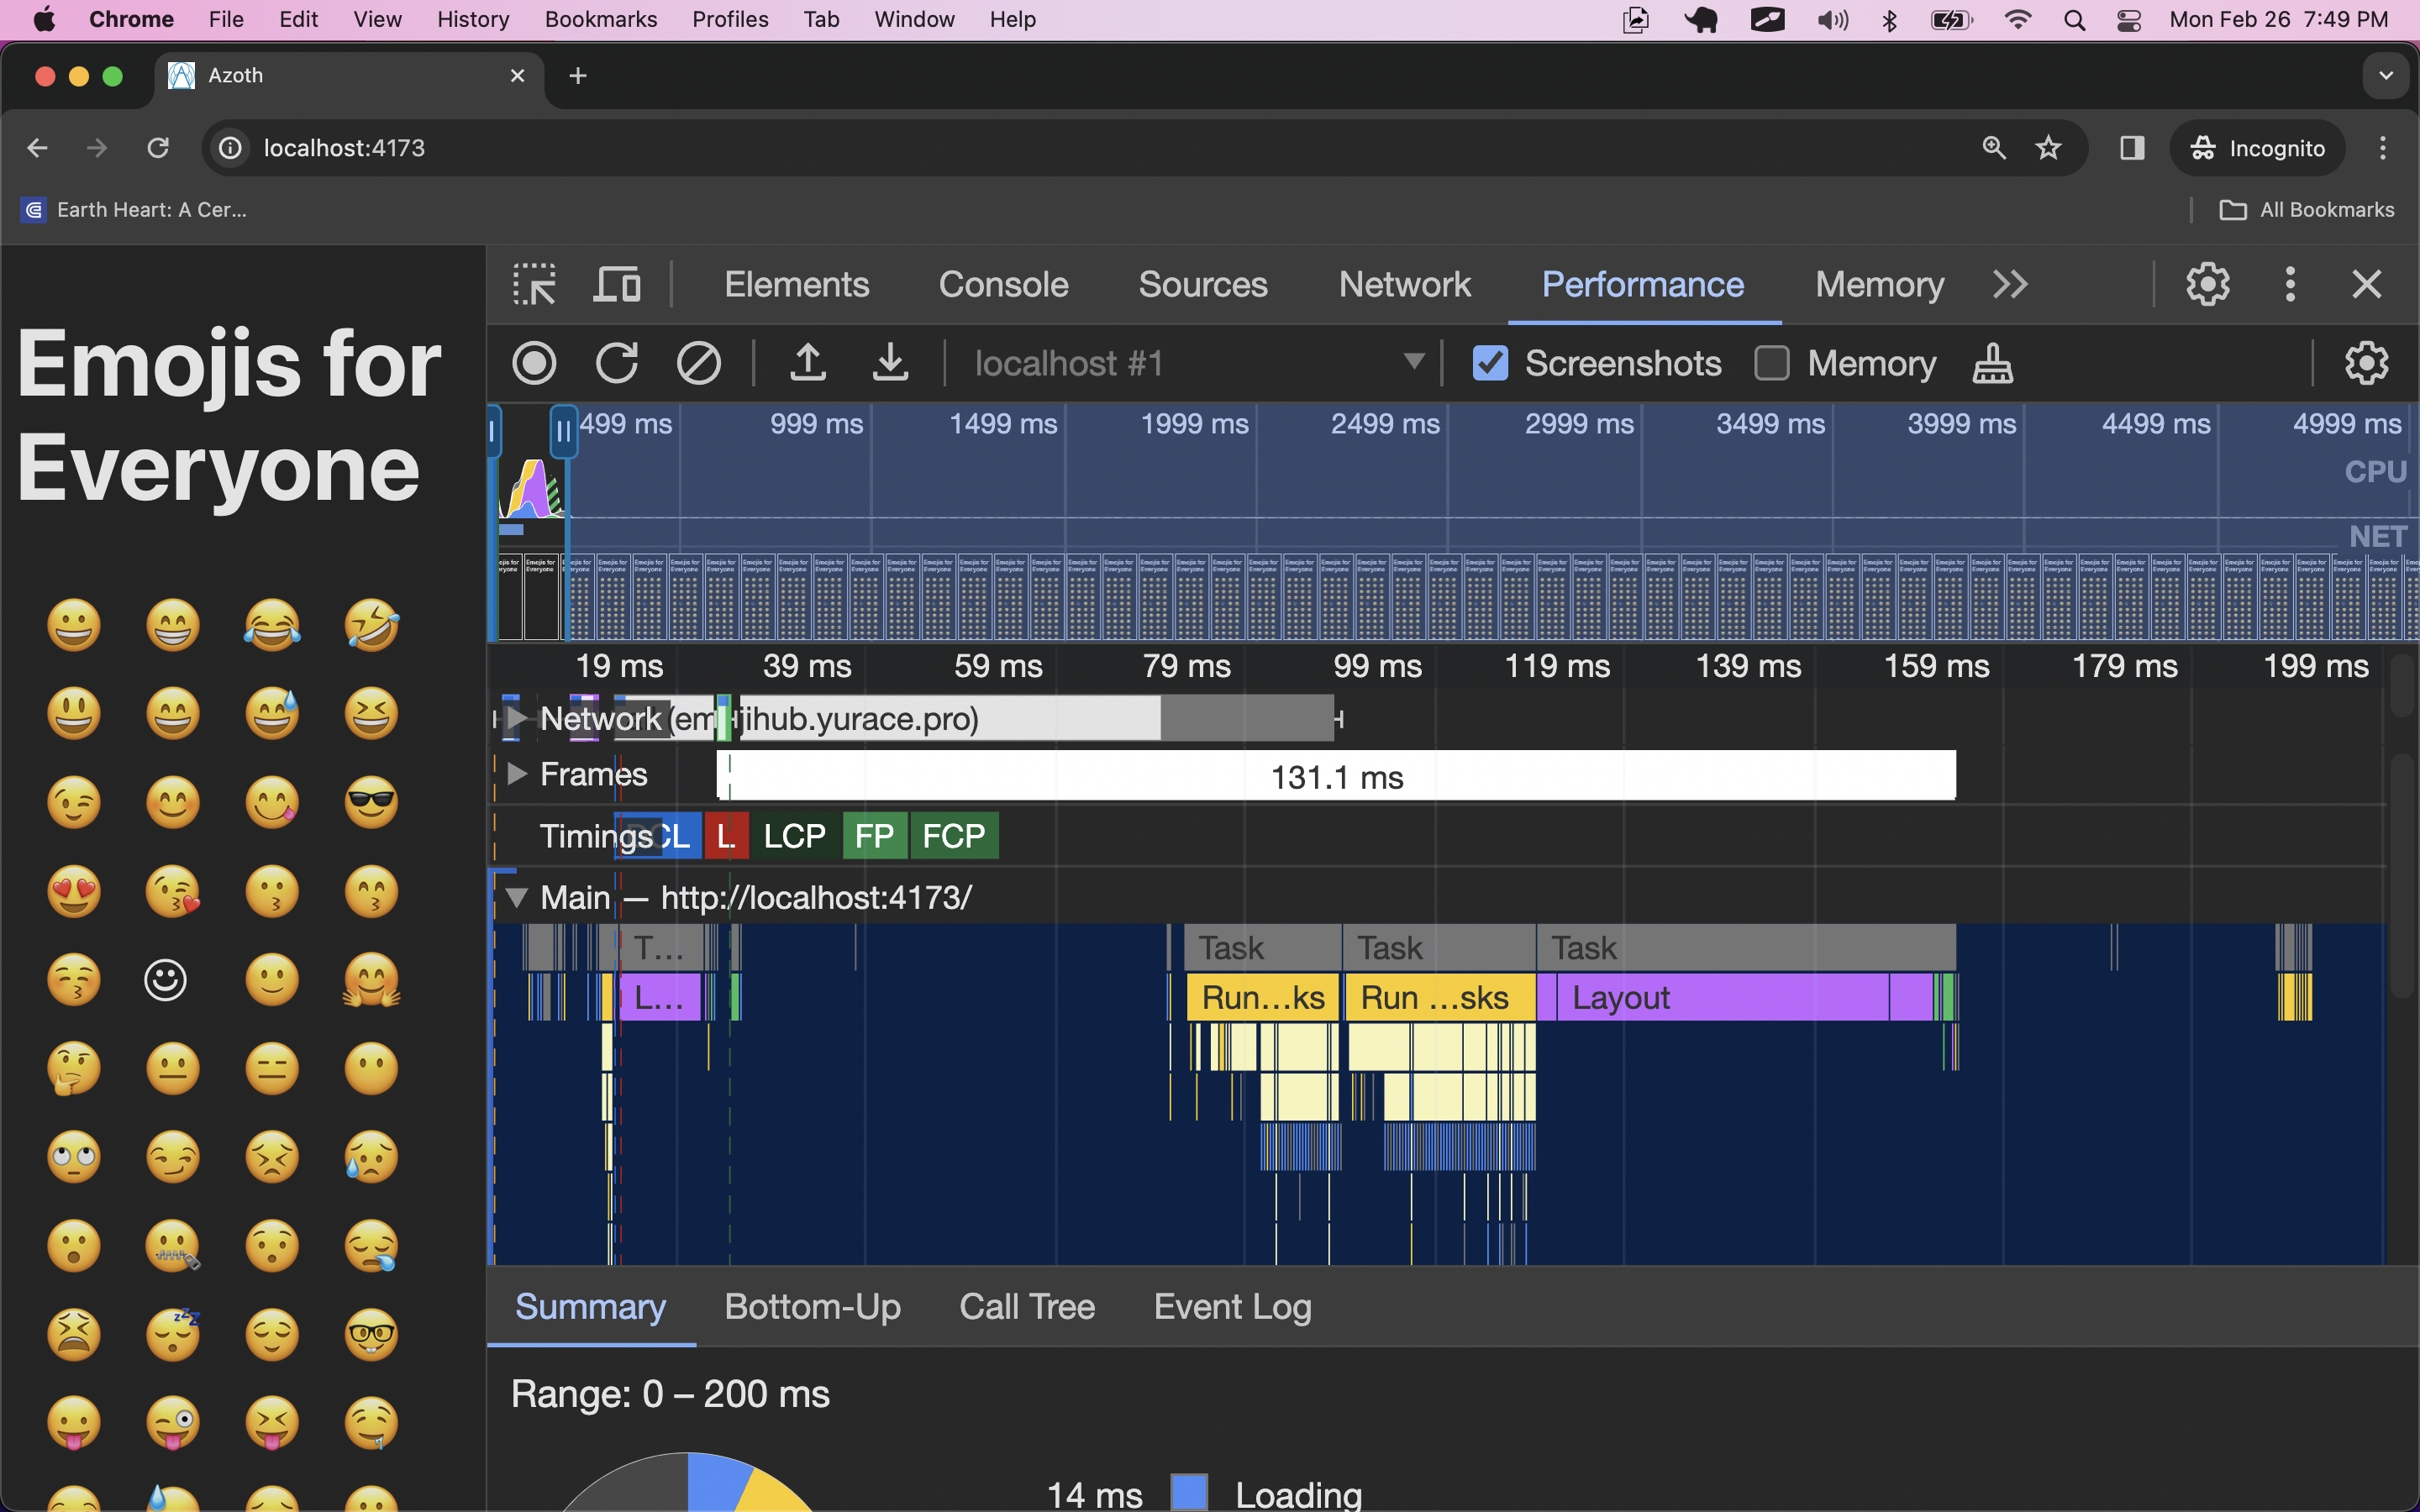 Chrome File Edit View History Bookmarks Profiles Tab Window Help Mon Feb 26 7:49 PM
Azoth
localhost:4173 Incognito
Earth Heart: A Cer... All Bookmarks
Emojis for
Everyone
Elements Console Sources Network Performance Memory
localhost #1 Screenshots Memory
499 ms 999 ms 1499 ms 1999 ms 2499 ms 2999 ms 3499 ms 3999 ms 4499 ms 4999 ms
CPU
NET
19 ms 39 ms 59 ms 79 ms 99 ms 119 ms 139 ms 159 ms 179 ms 199 ms
Network (em jihub.yurace.pro)
Frames 131.1 ms
Timings CL L. LCP FP FCP
Main — http://localhost:4173/
T... Task Task Task
L... Run...ks Run ...sks Layout
Summary Bottom-Up Call Tree Event Log
Range: 0 – 200 ms
14 ms Loading